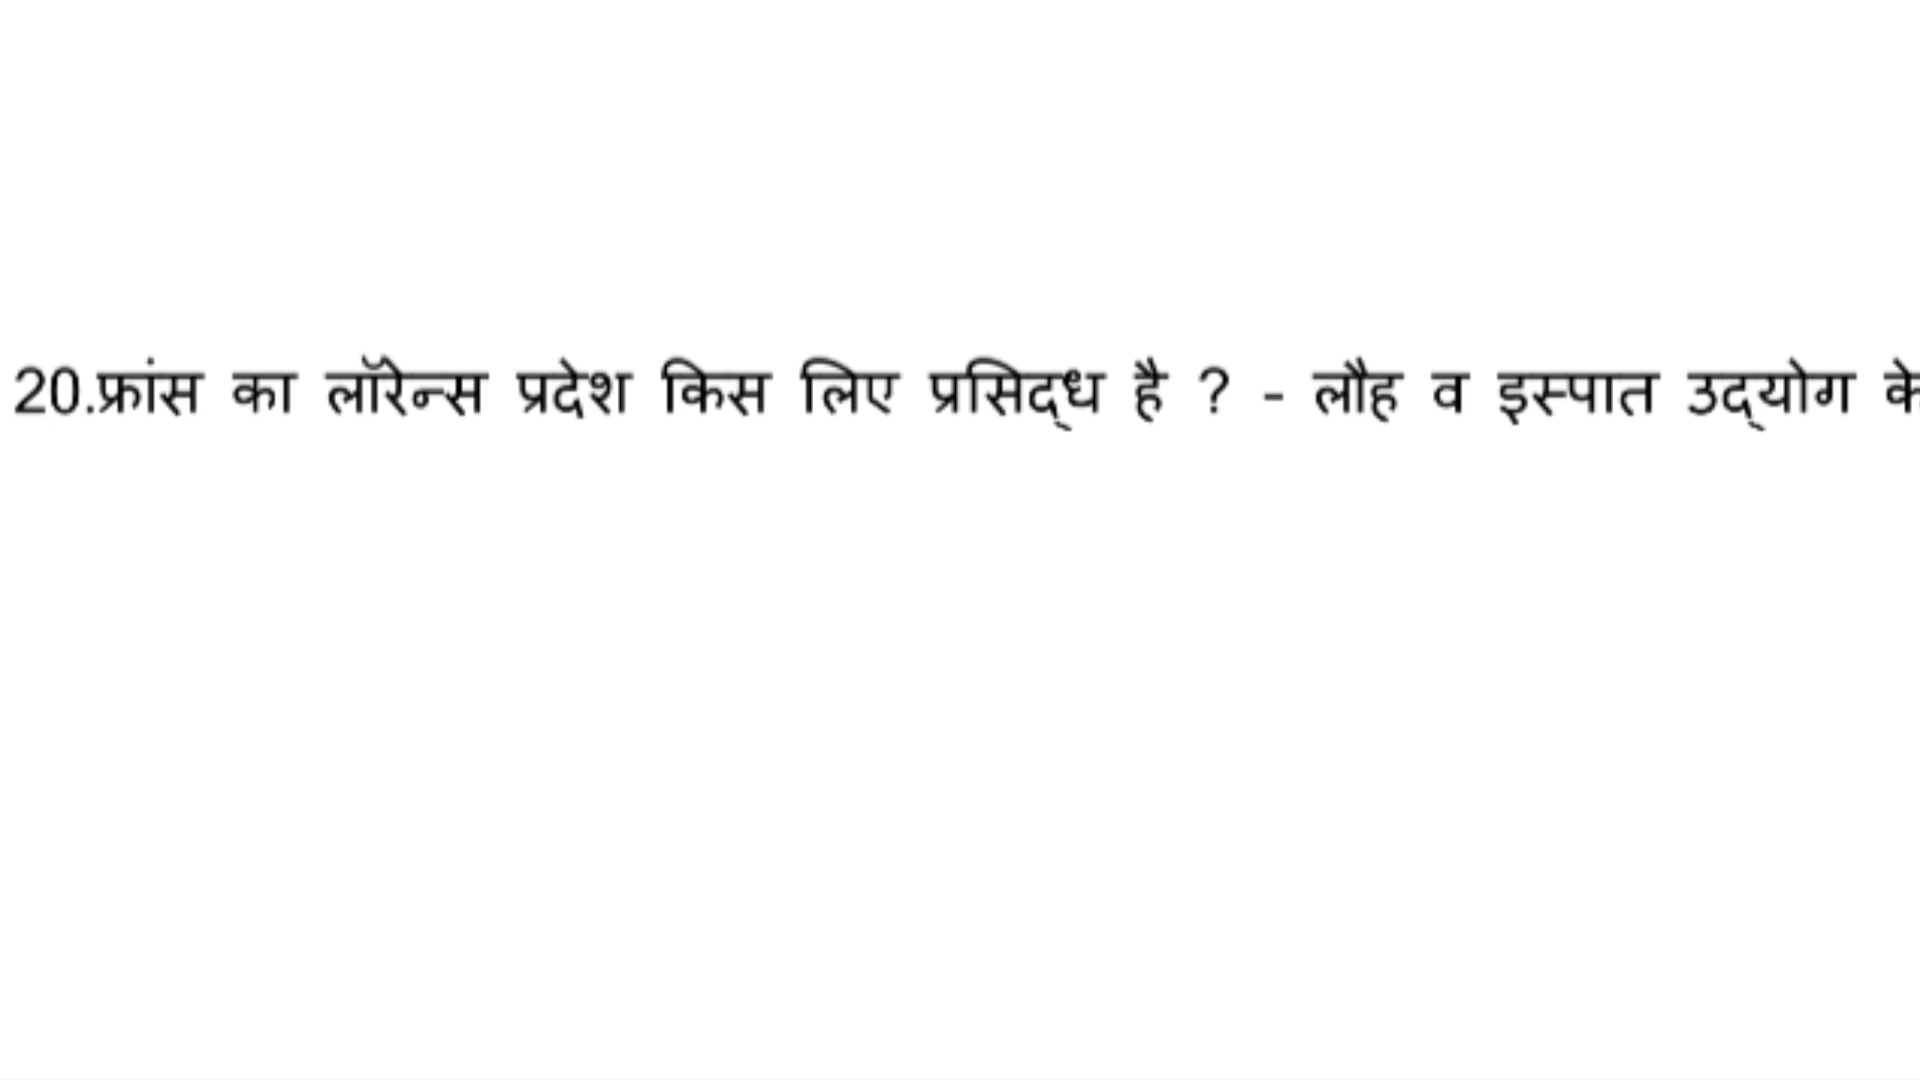 20.फ्रांस का लॉरेन्स प्रदेश किस लिए प्रसिद्ध है ? - लौह व इस्पात उद्योग के